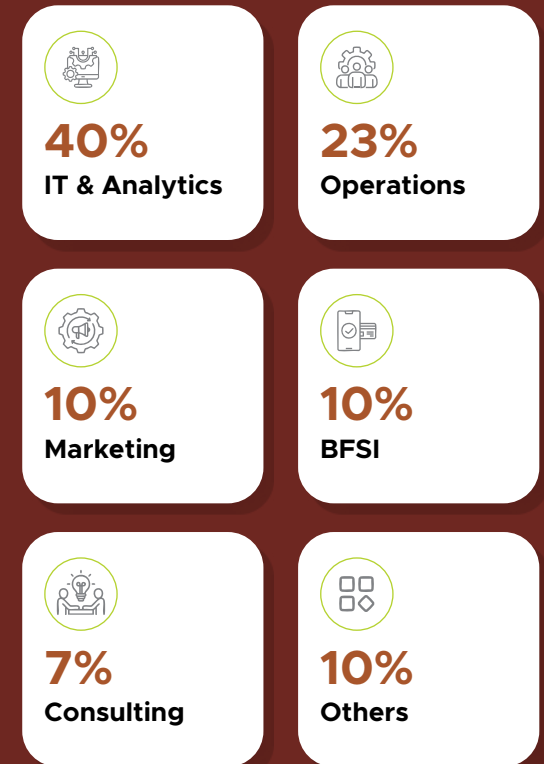 40%
IT & Analytics
23%
Operations
10%
Marketing
10%
BFSI
7%
Consulting
10%
Others